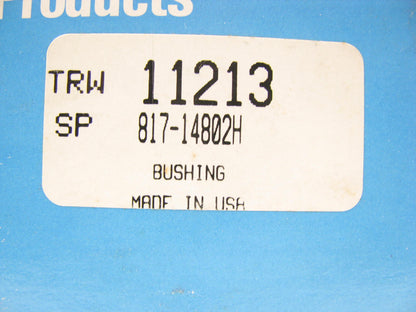 Products
TRW 11213
SP 817-14802H
BUSHING
MADE IN USA